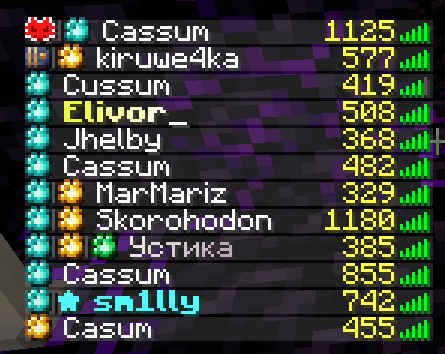 Cassum 1125
kiruwe4ka 577
Cussum 419
Elivor_ 508
Jhelby 368
Cassum 482
MarMariz 329
Skorohodon 1180
Устика 385
Cassum 855
sm1lly 742
Casum 455